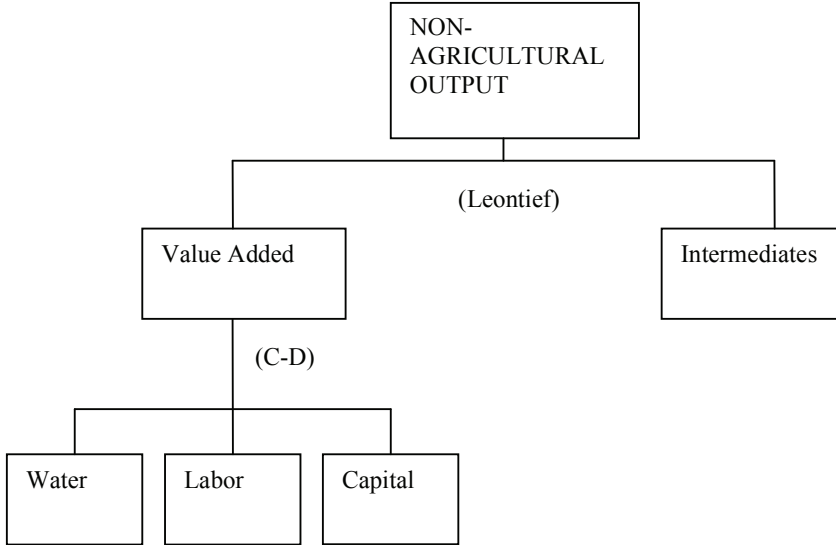 NON-
AGRICULTURAL
OUTPUT
(Leontief)
Value Added
Intermediates
(C-D)
Water
Labor
Capital